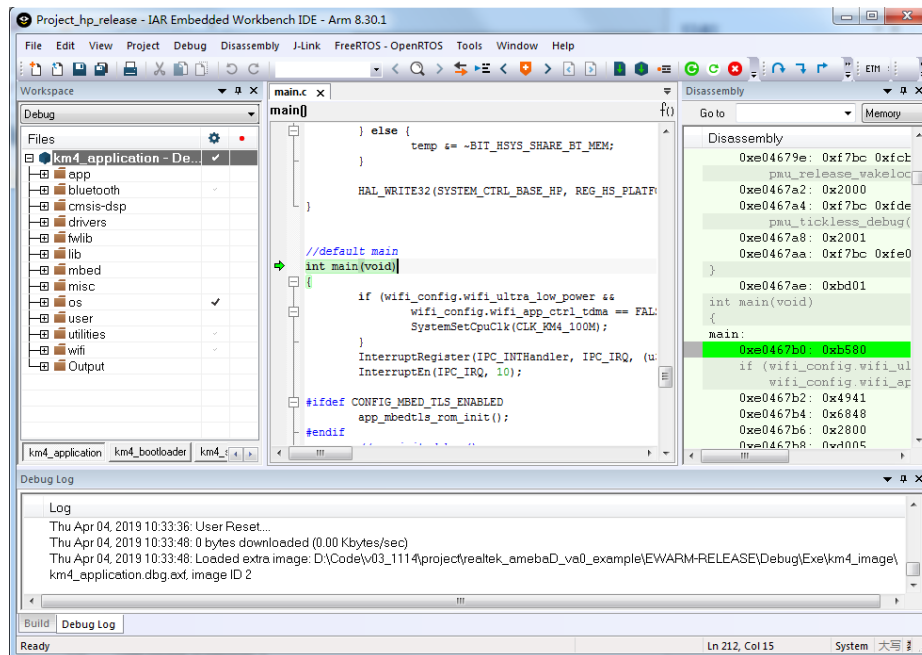 Project_hp_release - IAR Embedded Workbench IDE - Arm 8.30.1
File Edit View Project Debug Disassembly J-Link FreeRTOS - OpenRTOS Tools Window Help
ETM
Workspace
Debug
Files
km4_application - De...
app
bluetooth
cmsis-dsp
drivers
fwlib
lib
mbed
misc
os
user
utilities
wifi
Output
km4_application km4_bootloader
main.c x
main()
f()
} else {
temp &= ~BIT_HSYS_SHARE_BT_MEM;
}
HAL_WRITE32(SYSTEM_CTRL_BASE_HP, REG_HS_PLATF
}
//default main
int main(void)
{
if (wifi_config.wifi_ultra_low_power &&
wifi_config.wifi_app_ctrl_tdma == FAL
SystemSetCpuClk(CLK_KM4_100M);
}
InterruptRegister(IPC_INTHandler, IPC_IRQ, (u
InterruptEn(IPC_IRQ, 10);
#ifdef CONFIG_MBED_TLS_ENABLED
app_mbedtls_rom_init();
#endif
Disassembly
Go to Memory
Disassembly
0xe04679e: 0xf7bc 0xfcb
pmu_release_wakeloc
0xe0467a2: 0x2000
0xe0467a4: 0xf7bc 0xfde
pmu_tickless_debug(
0xe0467a8: 0x2001
0xe0467aa: 0xf7bc 0xfe0
}
0xe0467ae: 0xbd01
int main(void)
{
main:
0xe0467b0: 0xb580
if (wifi_config.wifi_ul
wifi_config.wifi_ap
0xe0467b2: 0x4941
0xe0467b4: 0x6848
0xe0467b6: 0x2800
0xe0467b8: 0xd005
Debug Log
Log
Thu Apr 04, 2019 10:33:36: User Reset....
Thu Apr 04, 2019 10:33:48: 0 bytes downloaded (0.00 Kbytes/sec)
Thu Apr 04, 2019 10:33:48: Loaded extra image: D:\Code\v03_1114\project\realtek_amebaD_va0_example\EWARM-RELEASE\Debug\Exe\km4_image\
km4_application.dbg.axf, image ID 2
Build Debug Log
Ready Ln 212, Col 15 System 大写